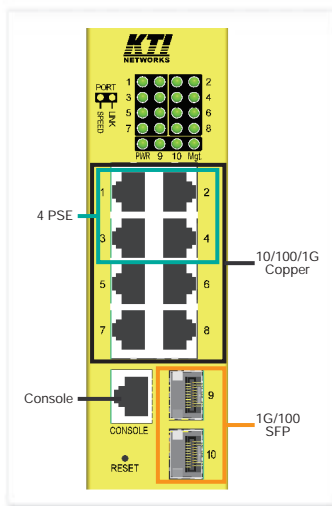 KTI
NETWORKS
PORT
SPEED
LINK
1 2
3 4
5 6
7 8
PWR 9 10 Mgt
1 2
4 PSE
3 4
10/100/1G
Copper
5 6
7 8
Console
CONSOLE
9
1G/100
SFP
10
RESET